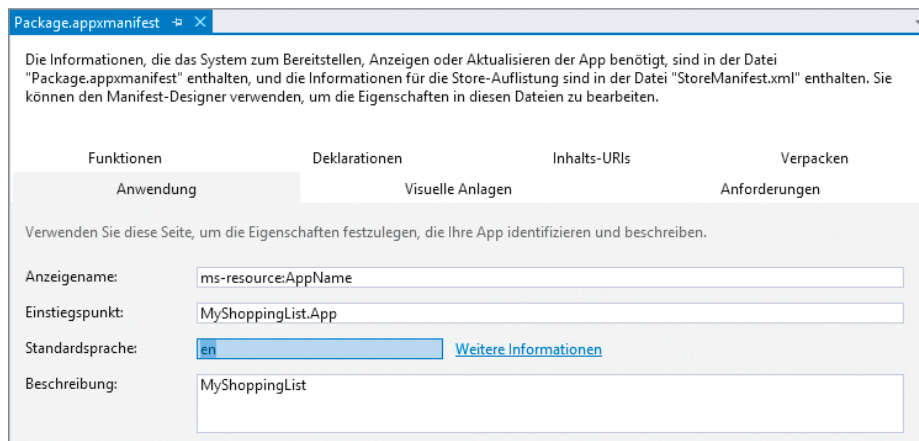 Package.appxmanifest
Die Informationen, die das System zum Bereitstellen, Anzeigen oder Aktualisieren der App benötigt, sind in der Datei
"Package.appxmanifest" enthalten, und die Informationen für die Store-Auflistung sind in der Datei "StoreManifest.xml" enthalten. Sie
können den Manifest-Designer verwenden, um die Eigenschaften in diesen Dateien zu bearbeiten.
Funktionen Deklarationen Inhalts-URIs Verpacken
Anwendung Visuelle Anlagen Anforderungen
Verwenden Sie diese Seite, um die Eigenschaften festzulegen, die Ihre App identifizieren und beschreiben.
Anzeigename: ms-resource:AppName
Einstiegspunkt: MyShoppingList.App
Standardsprache: en Weitere Informationen
Beschreibung: MyShoppingList